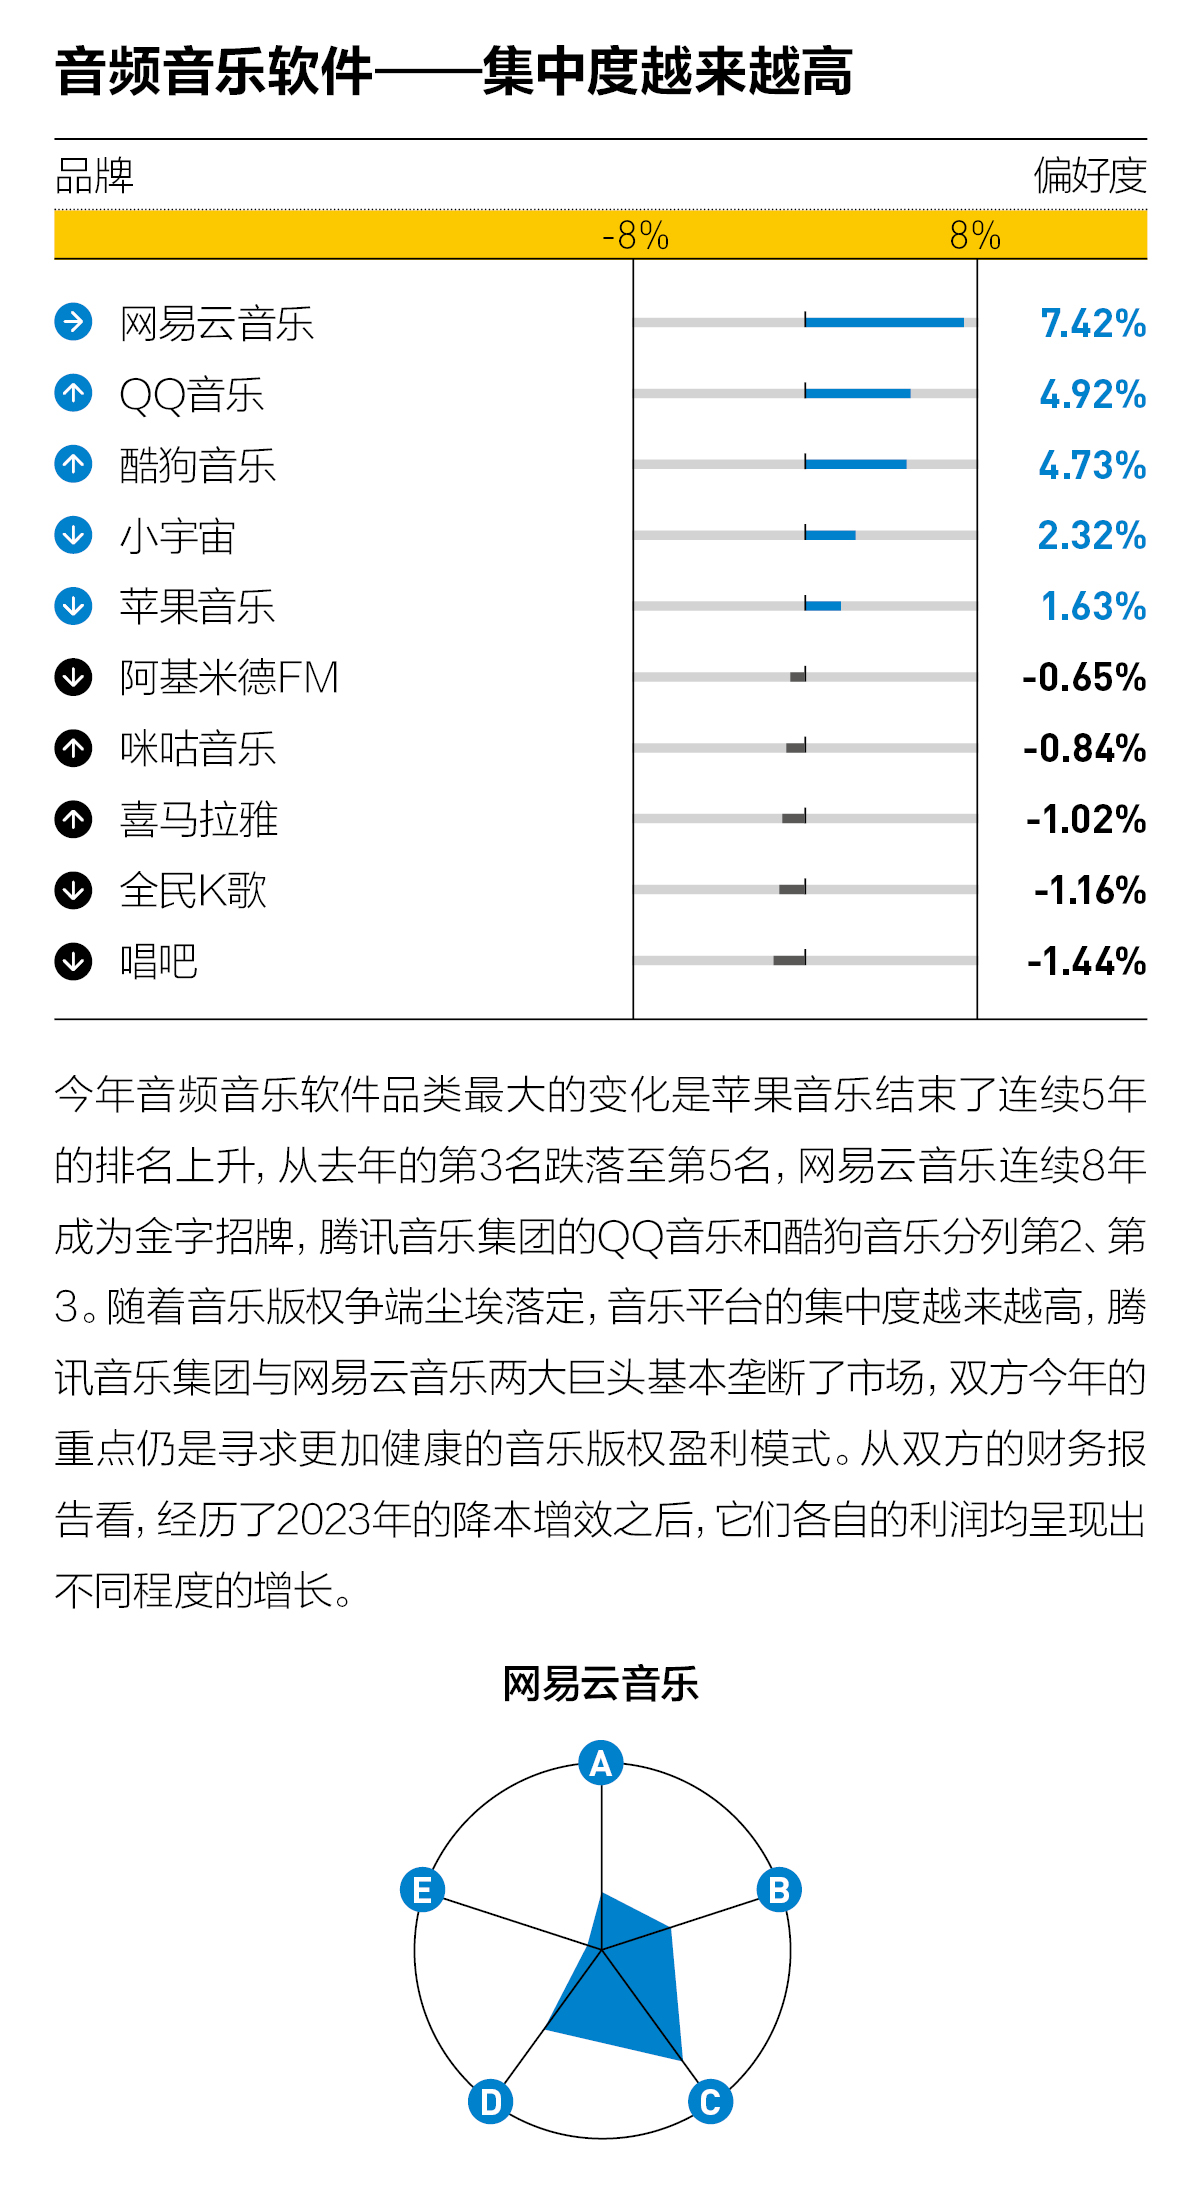 音频音乐软件——集中度越来越高
品牌 偏好度
-8% 8%
网易云音乐 7.42%
QQ音乐 4.92%
酷狗音乐 4.73%
小宇宙 2.32%
苹果音乐 1.63%
阿基米德FM -0.65%
咪咕音乐 -0.84%
喜马拉雅 -1.02%
全民K歌 -1.16%
唱吧 -1.44%
今年音频音乐软件品类最大的变化是苹果音乐结束了连续5年
的排名上升，从去年的第3名跌落至第5名，网易云音乐连续8年
成为金字招牌，腾讯音乐集团的QQ音乐和酷狗音乐分列第2、第
3。随着音乐版权争端尘埃落定，音乐平台的集中度越来越高，腾
讯音乐集团与网易云音乐两大巨头基本垄断了市场，双方今年的
重点仍是寻求更加健康的音乐版权盈利模式。从双方的财务报
告看，经历了2023年的降本增效之后，它们各自的利润均呈现出
不同程度的增长。
网易云音乐
A
B
C
D
E